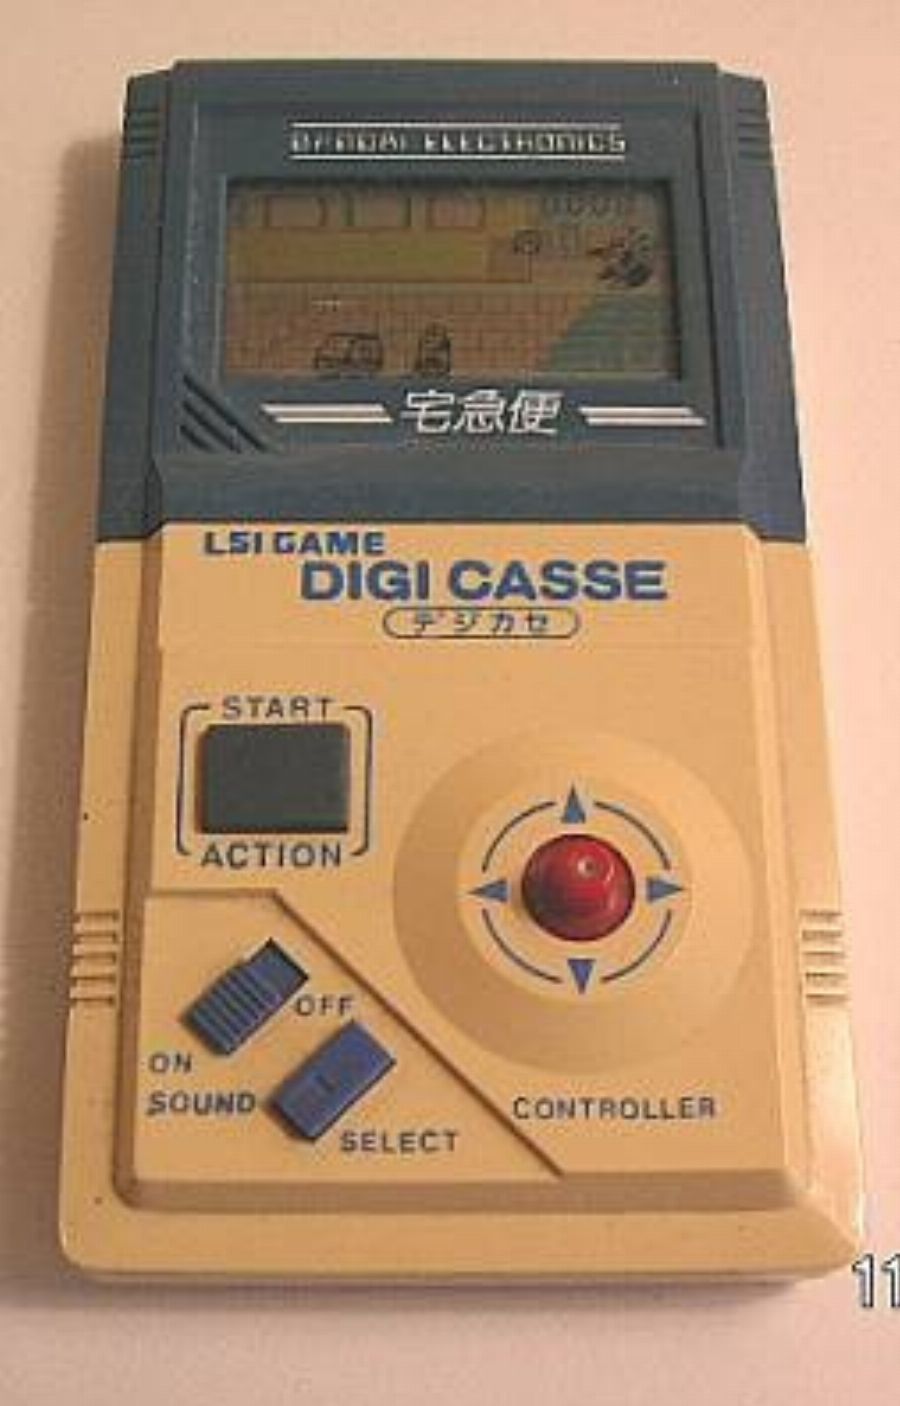 BANDAI ELECTRONICS
宅急便
LSI GAME
DIGI CASSE
デジカセ
START
ACTION
OFF
ON
SOUND
SELECT
CONTROLLER
11